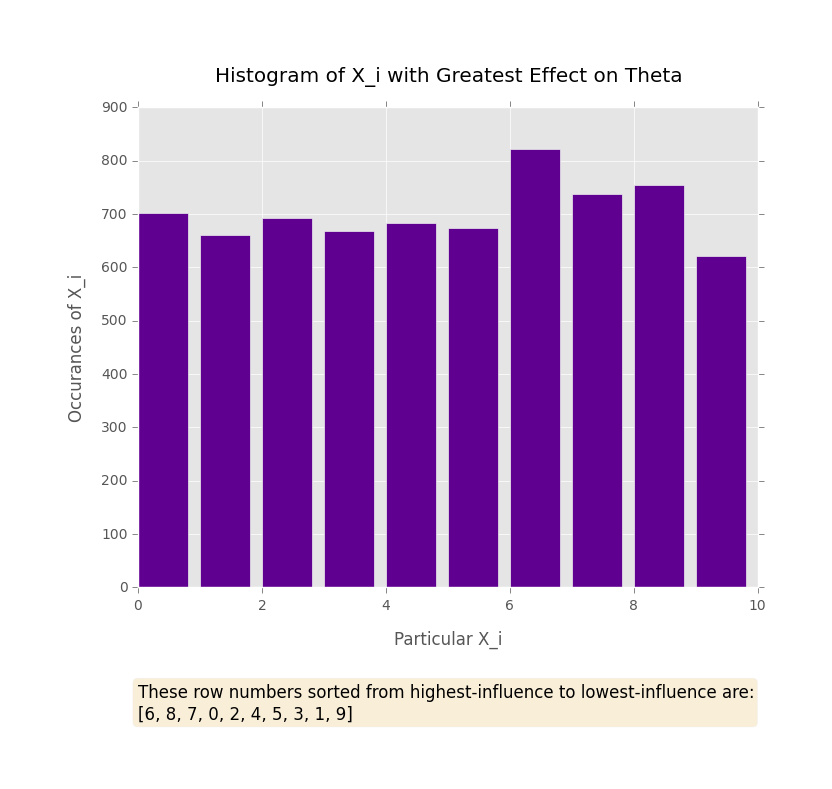 Histogram of X_i with Greatest Effect on Theta
900
800
700
600
500
400
300
200
100
0
Occurances of X_i
0 2 4 6 8 10
Particular X_i
These row numbers sorted from highest-influence to lowest-influence are:
[6, 8, 7, 0, 2, 4, 5, 3, 1, 9]